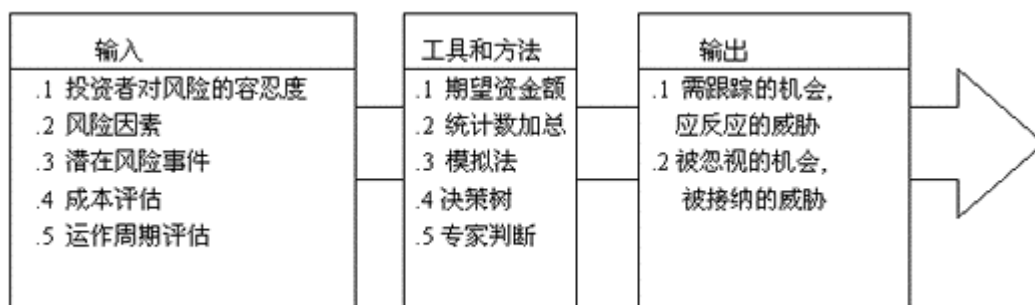 输入
.1 投资者对风险的容忍度
.2 风险因素
.3 潜在风险事件
.4 成本评估
.5 运作周期评估
工具和方法
.1 期望资金额
.2 统计数加总
.3 模拟法
.4 决策树
.5 专家判断
输出
.1 需跟踪的机会,
应反应的威胁
.2 被忽视的机会,
被接纳的威胁